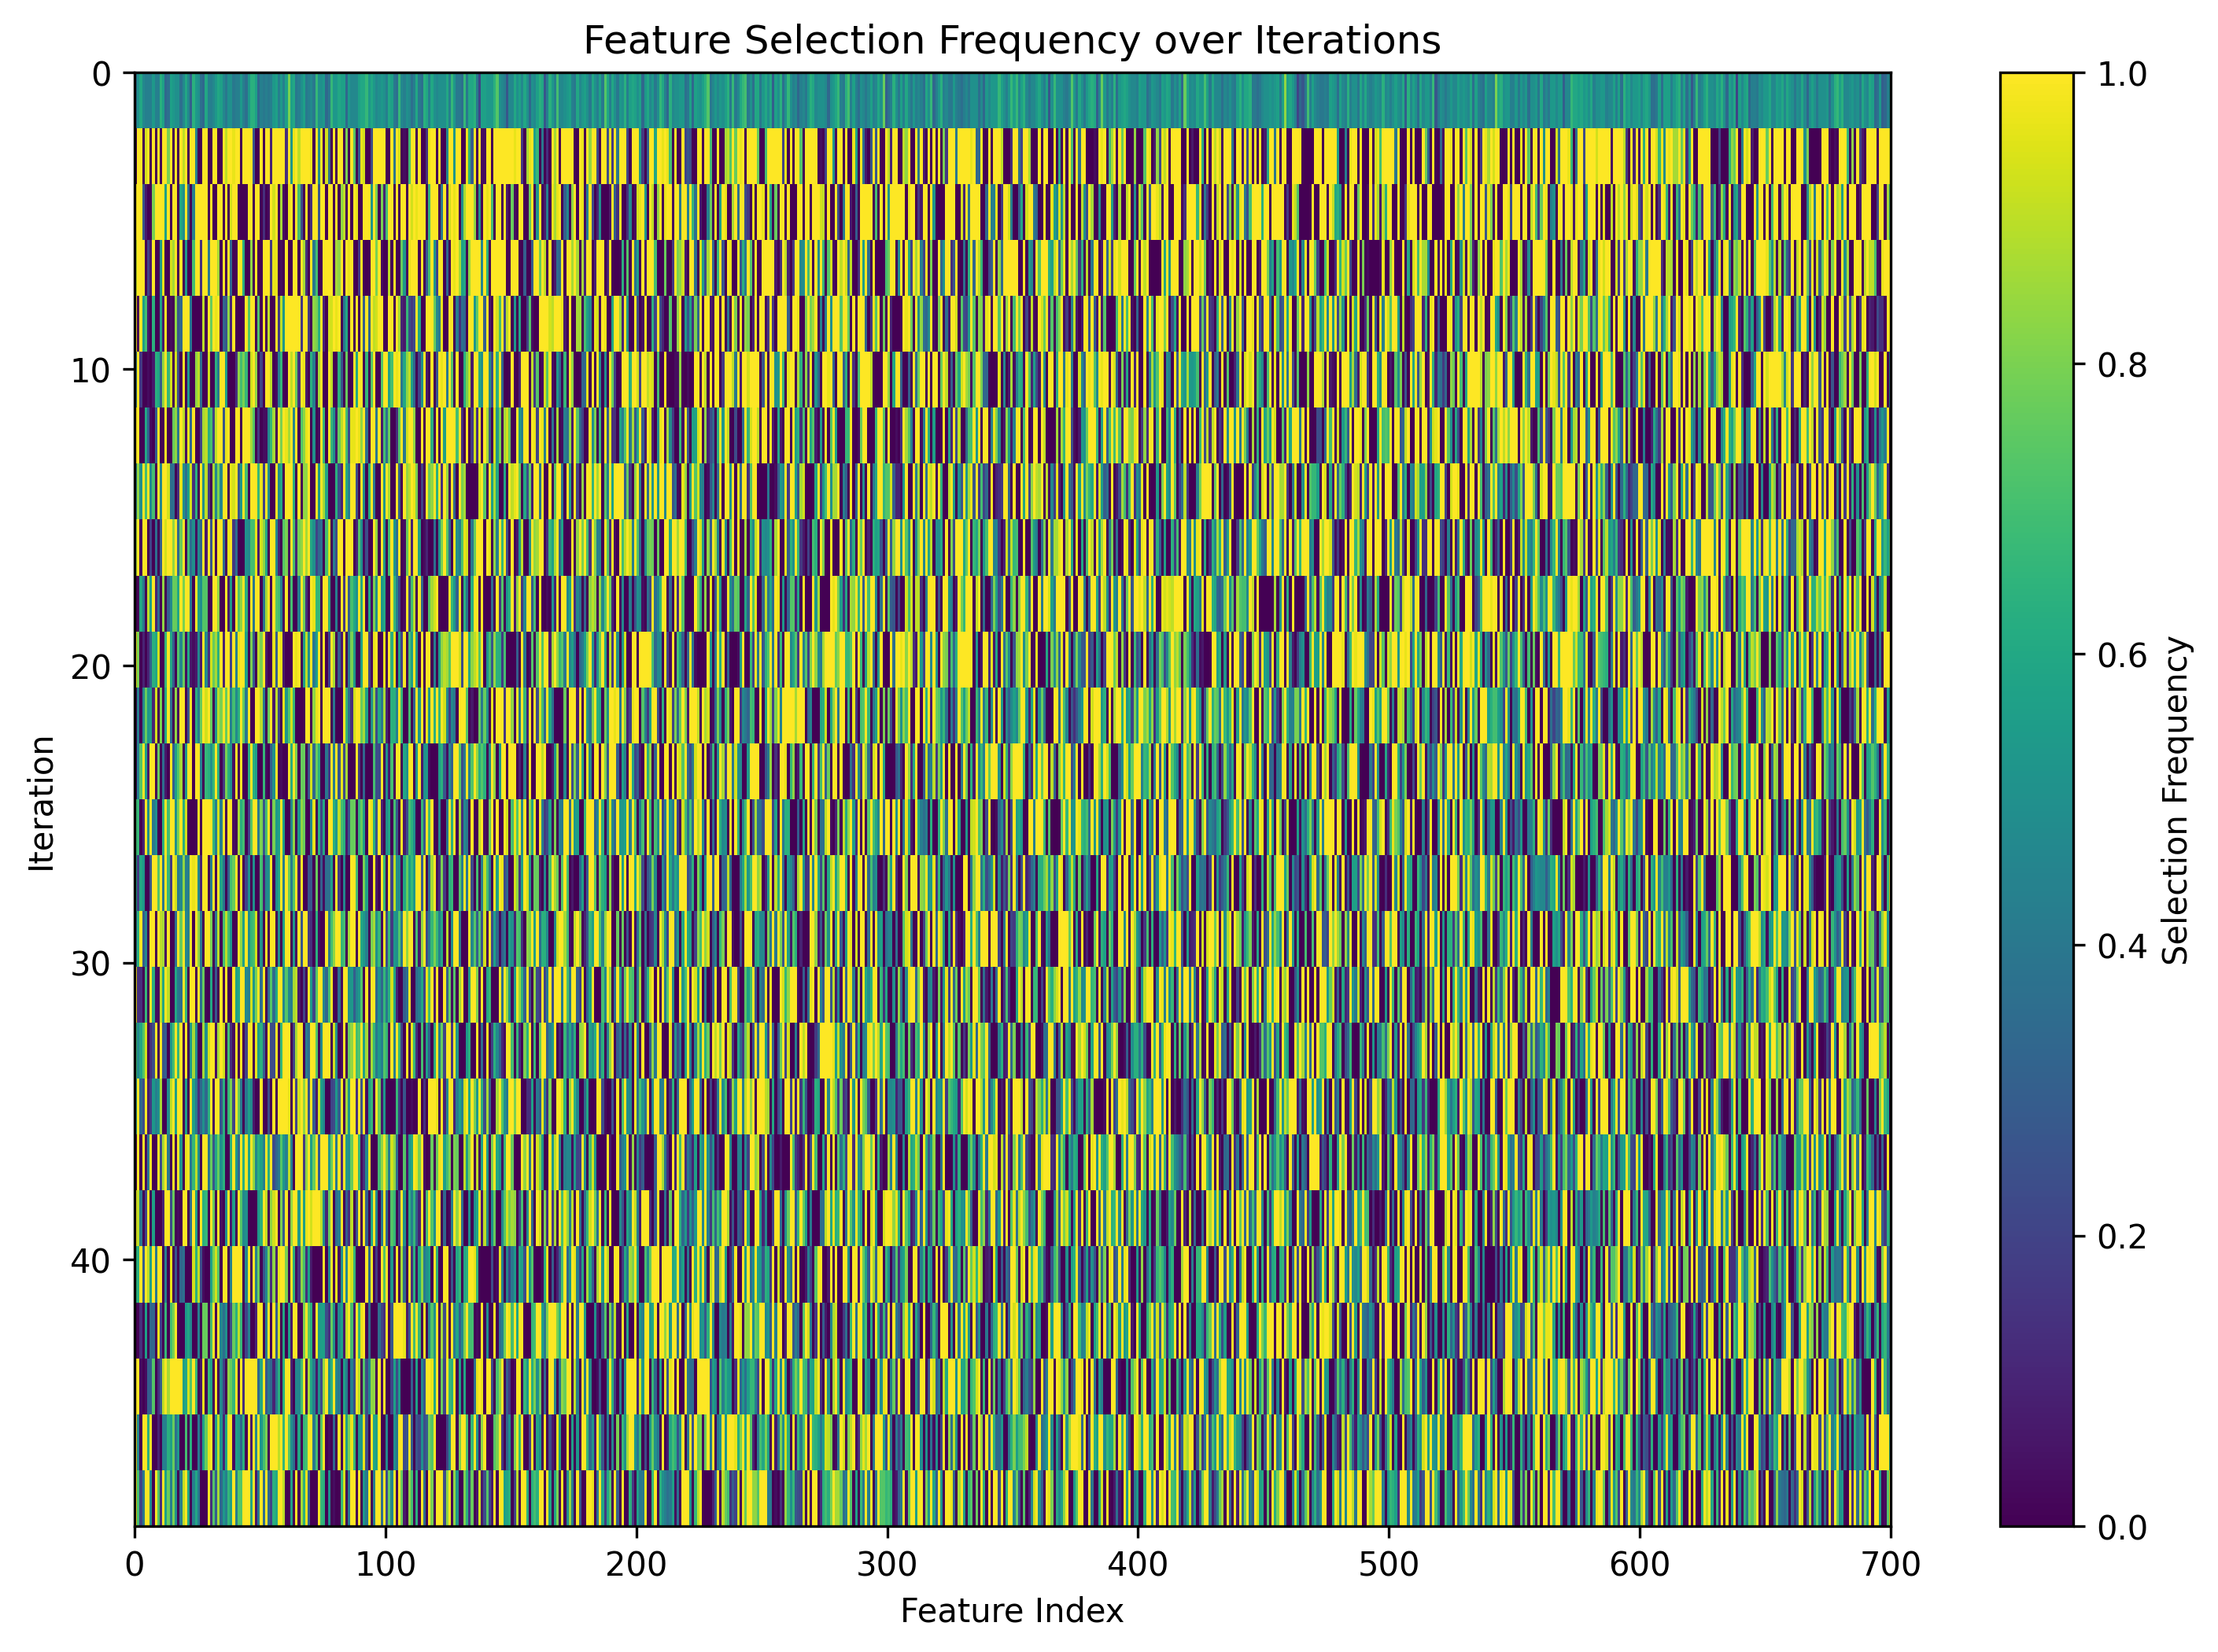 Feature Selection Frequency over Iterations
0
10
20
30
40
Iteration
0 100 200 300 400 500 600 700
Feature Index
1.0
0.8
0.6
0.4
0.2
0.0
Selection Frequency